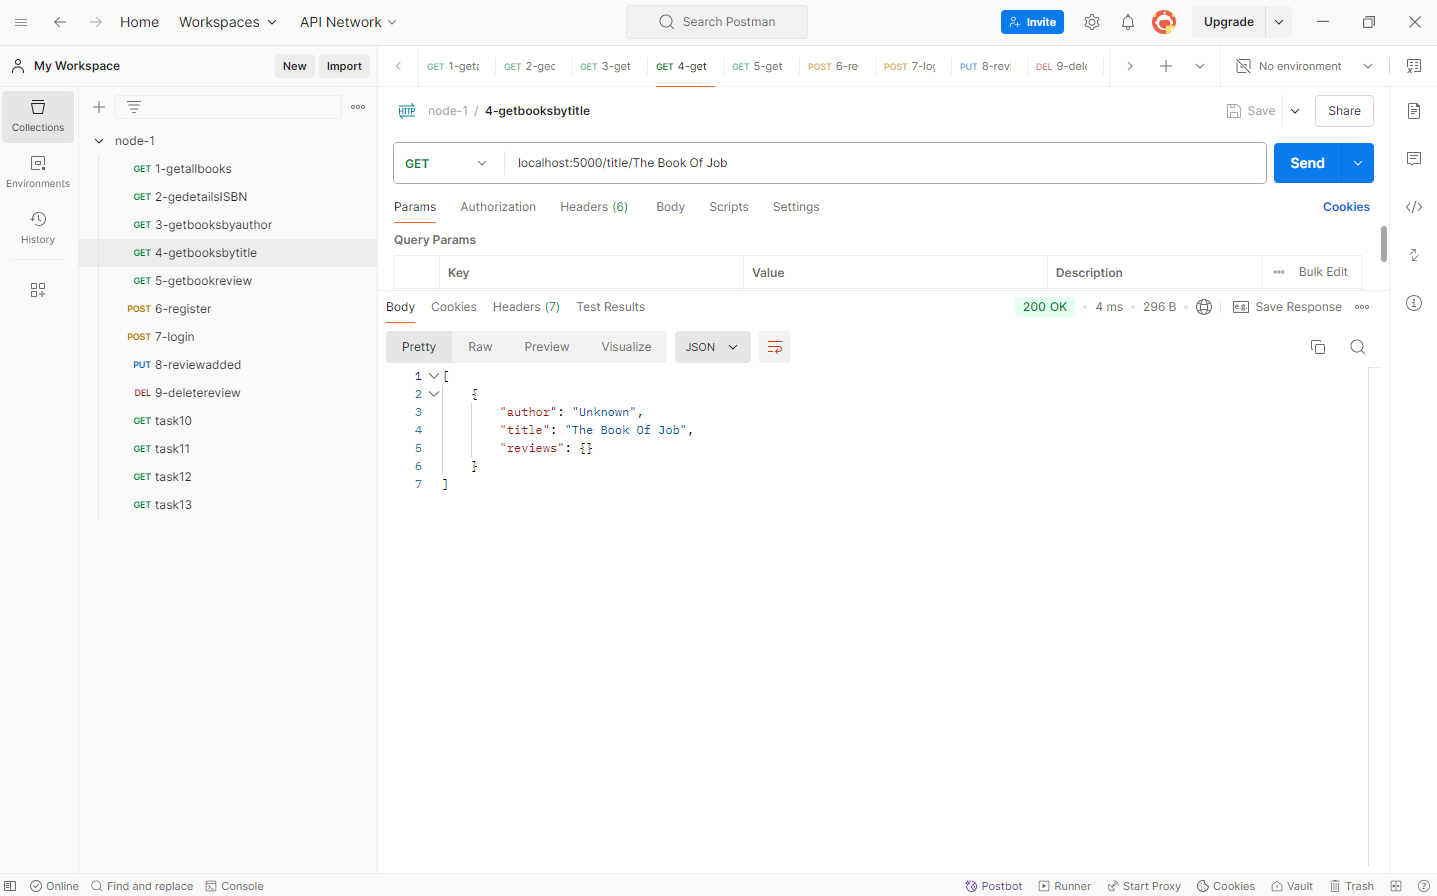 Home Workspaces API Network Search Postman Invite Upgrade
My Workspace New Import
GET 1-geta GET 2-gec GET 3-get GET 4-get GET 5-get POST 6-re POST 7-log PUT 8-revi DEL 9-dele No environment
Collections
Environments
History
node-1
GET 1-getallbooks
GET 2-gedetailsISBN
GET 3-getbooksbyauthor
GET 4-getbooksbytitle
GET 5-getbookreview
POST 6-register
POST 7-login
PUT 8-reviewadded
DEL 9-deletereview
GET task10
GET task11
GET task12
GET task13
HTTP node-1 / 4-getbooksbytitle Save Share
GET localhost:5000/title/The Book Of Job Send
Params Authorization Headers (6) Body Scripts Settings Cookies
Query Params
Key Value Description Bulk Edit
Body Cookies Headers (7) Test Results 200 OK • 4 ms • 296 B • e.g. Save Response
Pretty Raw Preview Visualize JSON
1 [
2 {
3 "author": "Unknown",
4 "title": "The Book Of Job",
5 "reviews": {}
6 }
7 ]
Online Find and replace Console Postbot Runner Start Proxy Cookies Vault Trash